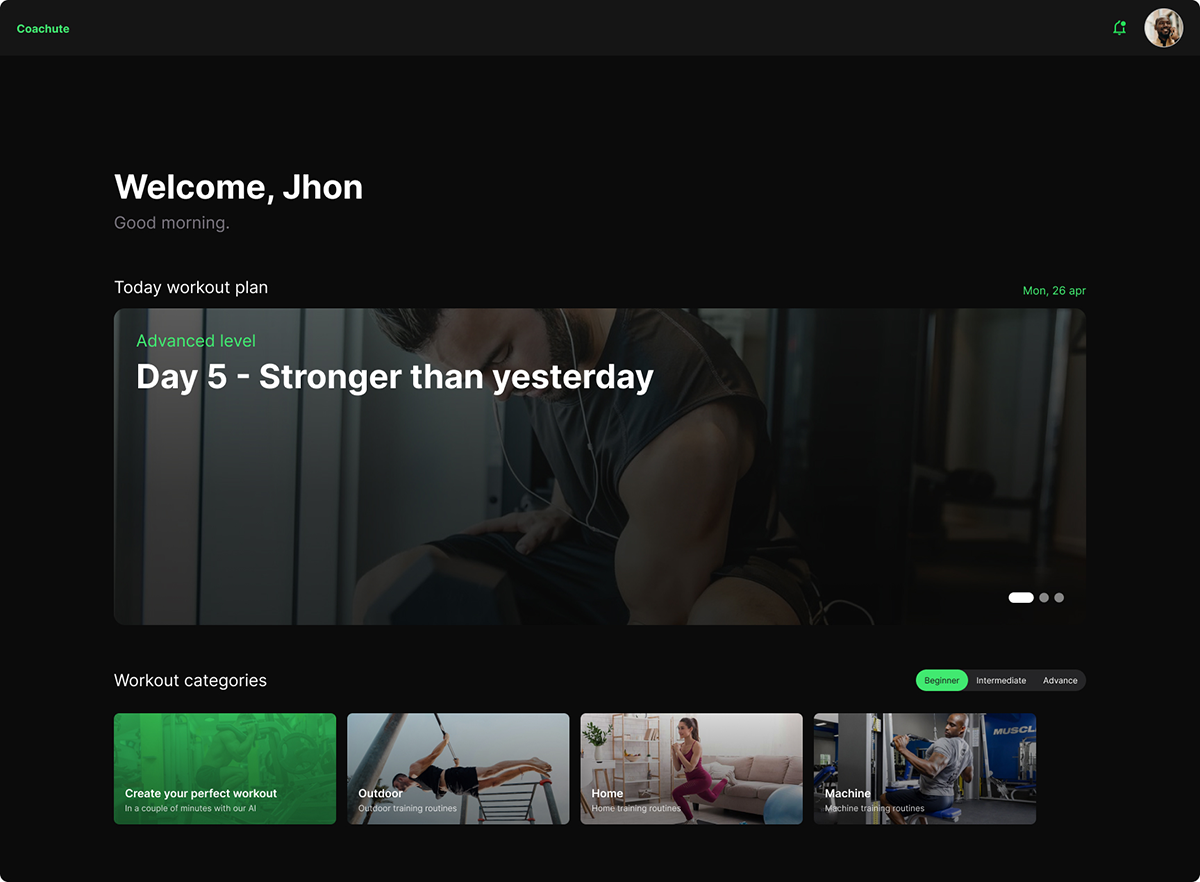 Coachute
Welcome, Jhon
Good morning.
Today workout plan
Mon, 26 apr
Advanced level
Day 5 - Stronger than yesterday
Workout categories
Beginner Intermediate Advance
Create your perfect workout
In a couple of minutes with our AI
Outdoor
Outdoor training routines
Home
Home training routines
MUSCL
Machine
Machine training routines